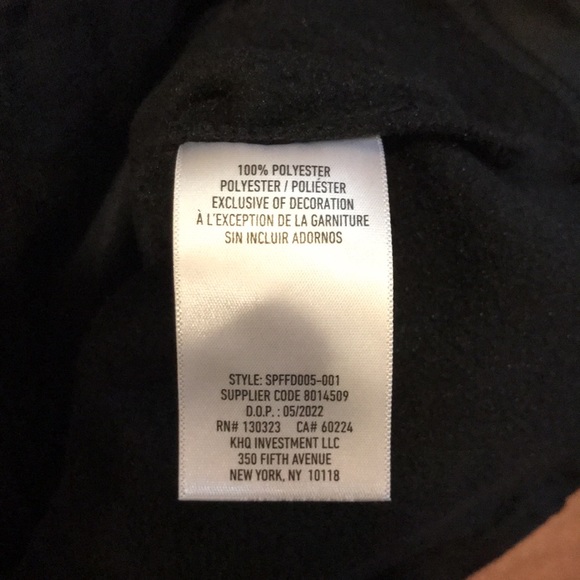 100% POLYESTER
POLYESTER / POLIÉSTER
EXCLUSIVE OF DECORATION
À L'EXCEPTION DE LA GARNITURE
SIN INCLUIR ADORNOS
STYLE: SPFFD005-001
SUPPLIER CODE 8014509
D.O.P. : 05/2022
RN# 130323 CA# 60224
KHQ INVESTMENT LLC
350 FIFTH AVENUE
NEW YORK, NY 10118